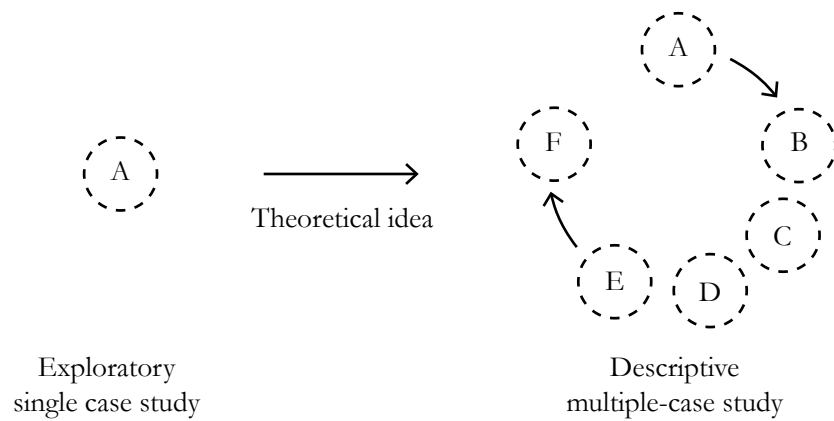 A
Theoretical idea
A
B
C
D
E
F
Exploratory
single case study
Descriptive
multiple-case study